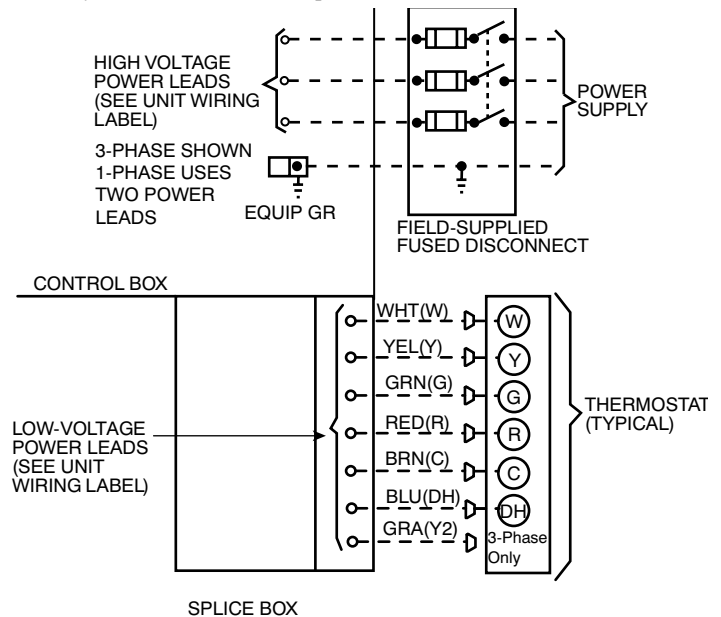 HIGH VOLTAGE
POWER LEADS
(SEE UNIT WIRING
LABEL)
POWER
SUPPLY
3-PHASE SHOWN
1-PHASE USES
TWO POWER
LEADS
EQUIP GR
FIELD-SUPPLIED
FUSED DISCONNECT
CONTROL BOX
WHT(W)
W
YEL(Y)
Y
GRN(G)
G
RED(R)
R
BRN(C)
C
BLU(DH)
DH
GRA(Y2)
3-Phase
Only
THERMOSTAT
(TYPICAL)
LOW-VOLTAGE
POWER LEADS
(SEE UNIT
WIRING LABEL)
SPLICE BOX